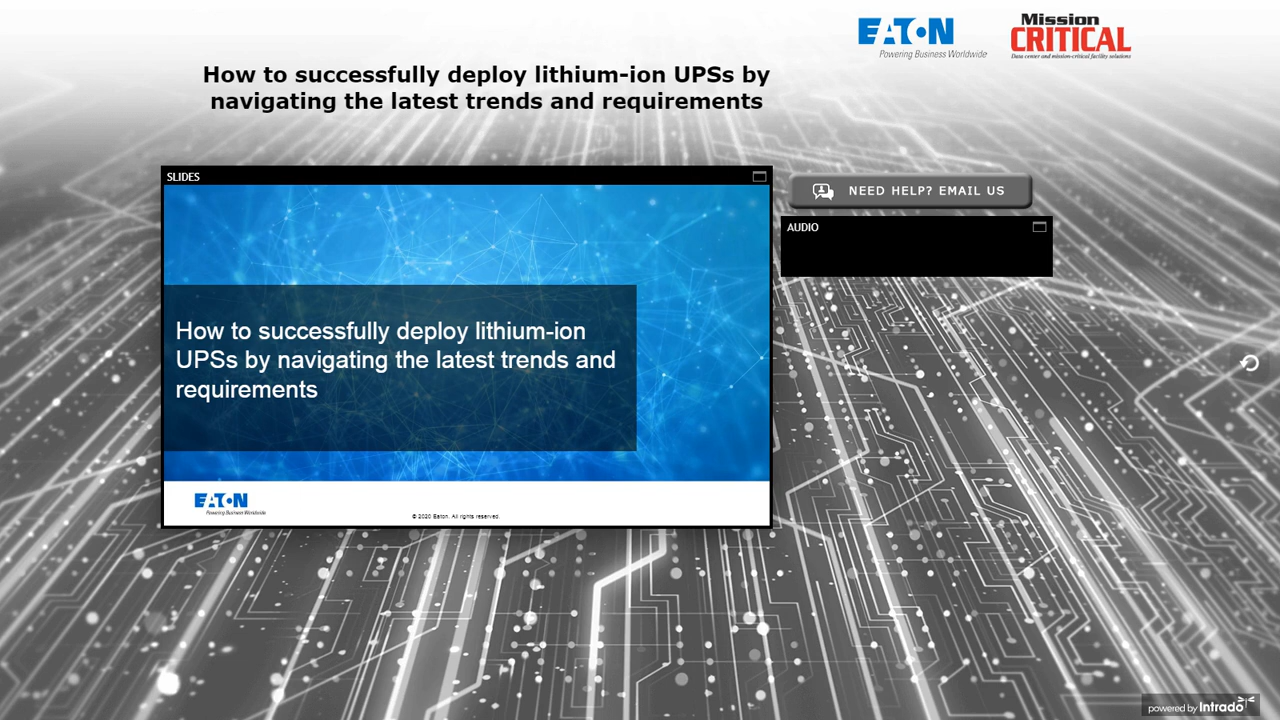 EATON
Powering Business Worldwide
Mission
CRITICAL
Data center and mission-critical facility solutions
How to successfully deploy lithium-ion UPSs by
navigating the latest trends and requirements
SLIDES
NEED HELP? EMAIL US
AUDIO
How to successfully deploy lithium-ion
UPSs by navigating the latest trends and
requirements
EATON
Powering Business Worldwide
© 2020 Eaton. All rights reserved.
powered by Intrado